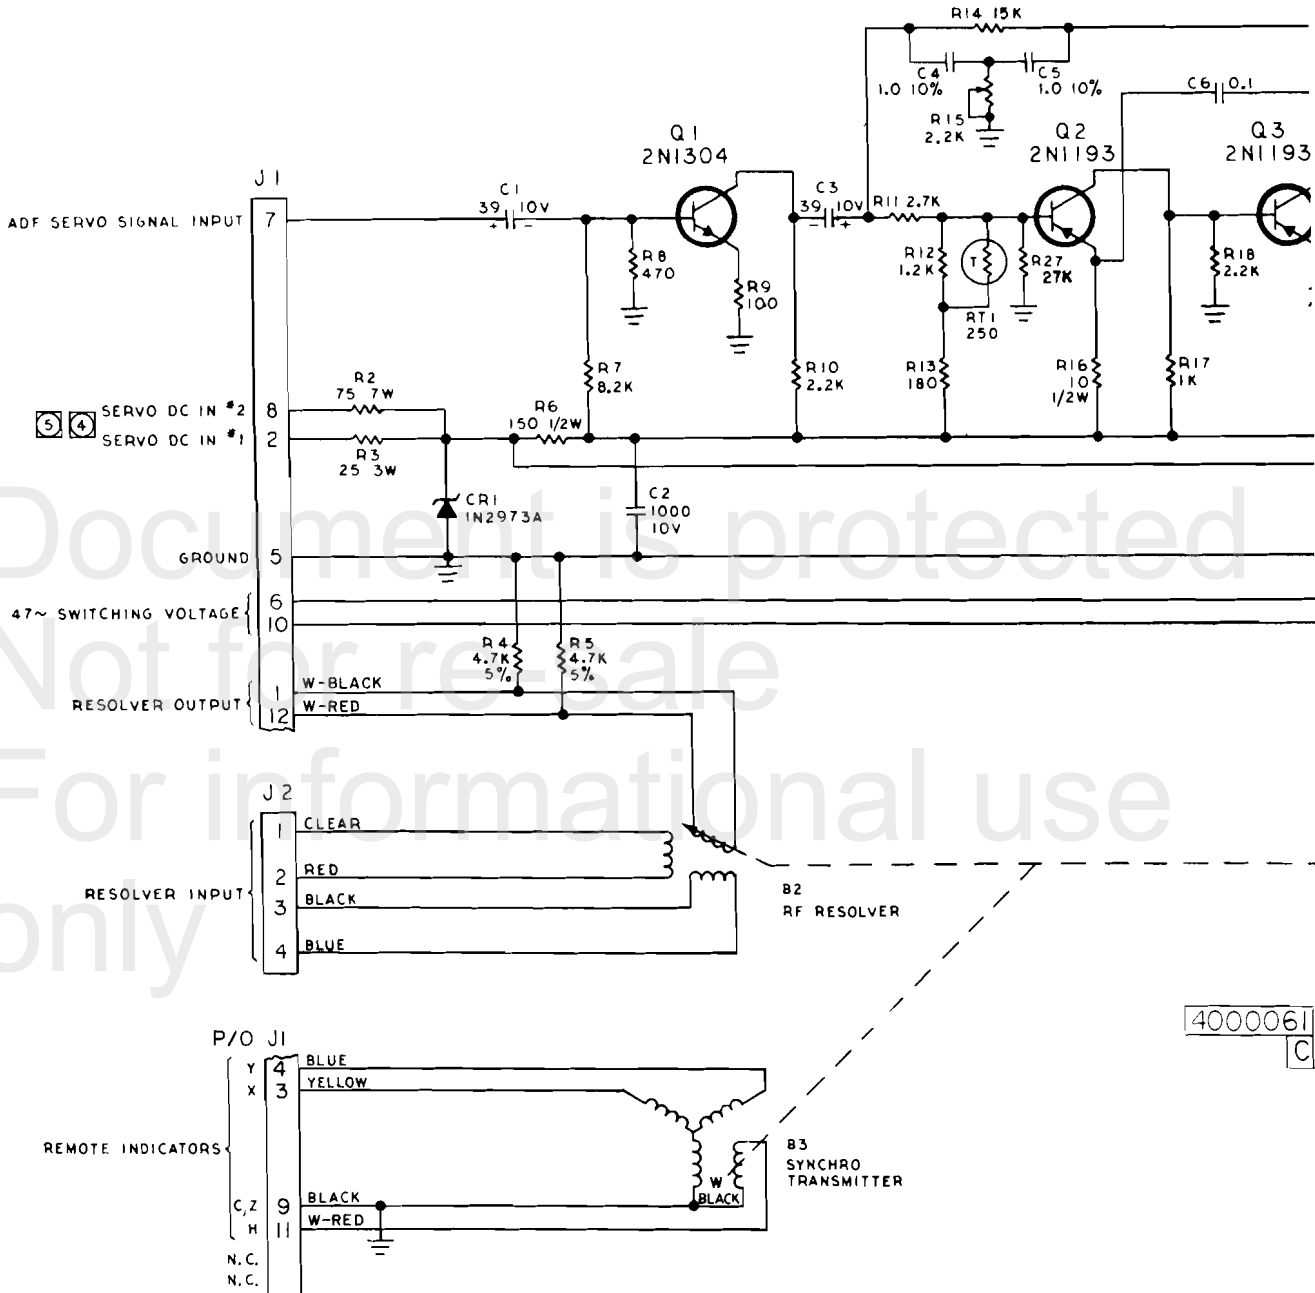 R14 15K
C4
1.0 10%
C5
1.0 10%
R15
2.2K
C6 0.1
Q1
2N1304
Q2
2N1193
Q3
2N1193
J1
ADF SERVO SIGNAL INPUT 7
C1
39 10V
+ −
R8
470
R9
100
C3
39 10V
− +
R11 2.7K
R12
1.2K
T
RT1
250
R27
27K
R18
2.2K
R7
8.2K
R10
2.2K
R13
180
R16
10
1/2W
R17
1K
R2
75 7W
5 4
SERVO DC IN #2 8
SERVO DC IN #1 2
R3
25 3W
R6
150 1/2W
CR1
1N2973A
C2
1000
10V
GROUND 5
47~ SWITCHING VOLTAGE
6
10
R4
4.7K
5%
R5
4.7K
5%
RESOLVER OUTPUT
1 W-BLACK
12 W-RED
J2
RESOLVER INPUT
1 CLEAR
2 RED
3 BLACK
4 BLUE
B2
RF RESOLVER
4000061
C
P/O J1
REMOTE INDICATORS
Y 4 BLUE
X 3 YELLOW
C,Z 9 BLACK
H 11 W-RED
N.C.
N.C.
W
BLACK
B3
SYNCHRO
TRANSMITTER
Document is protected
Not for re-sale
For informational use
only